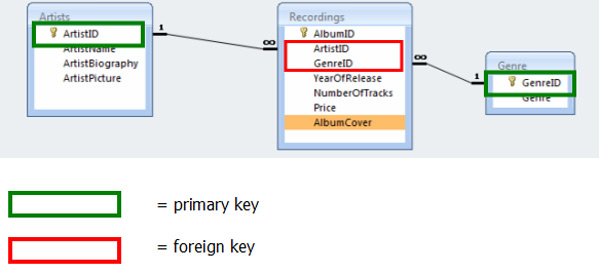 Artists
ArtistID
ArtistName
ArtistBiography
ArtistPicture
1
∞
Recordings
AlbumID
ArtistID
GenreID
YearOfRelease
NumberOfTracks
Price
AlbumCover
∞
1
Genre
GenreID
Genre
= primary key
= foreign key